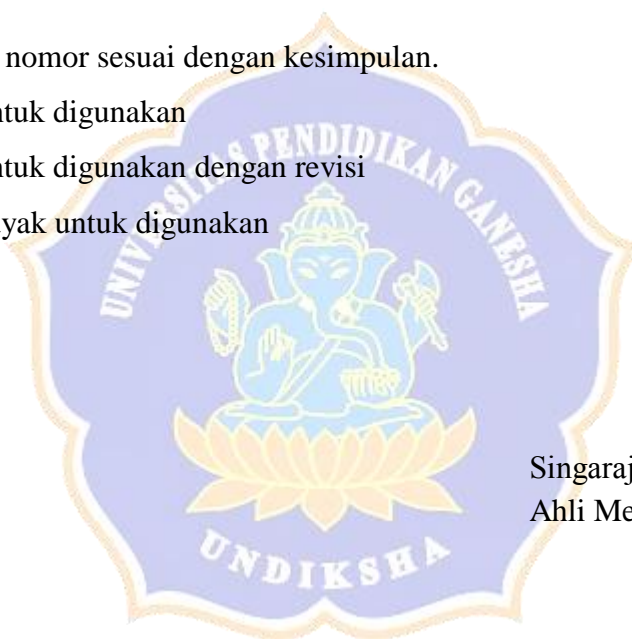 nomor sesuai dengan kesimpulan.
ntuk digunakan
ntuk digunakan dengan revisi
yak untuk digunakan
UNIVERSITAS PENDIDIKAN GANESHA
Singaraj
Ahli Me
UNDIKSHA